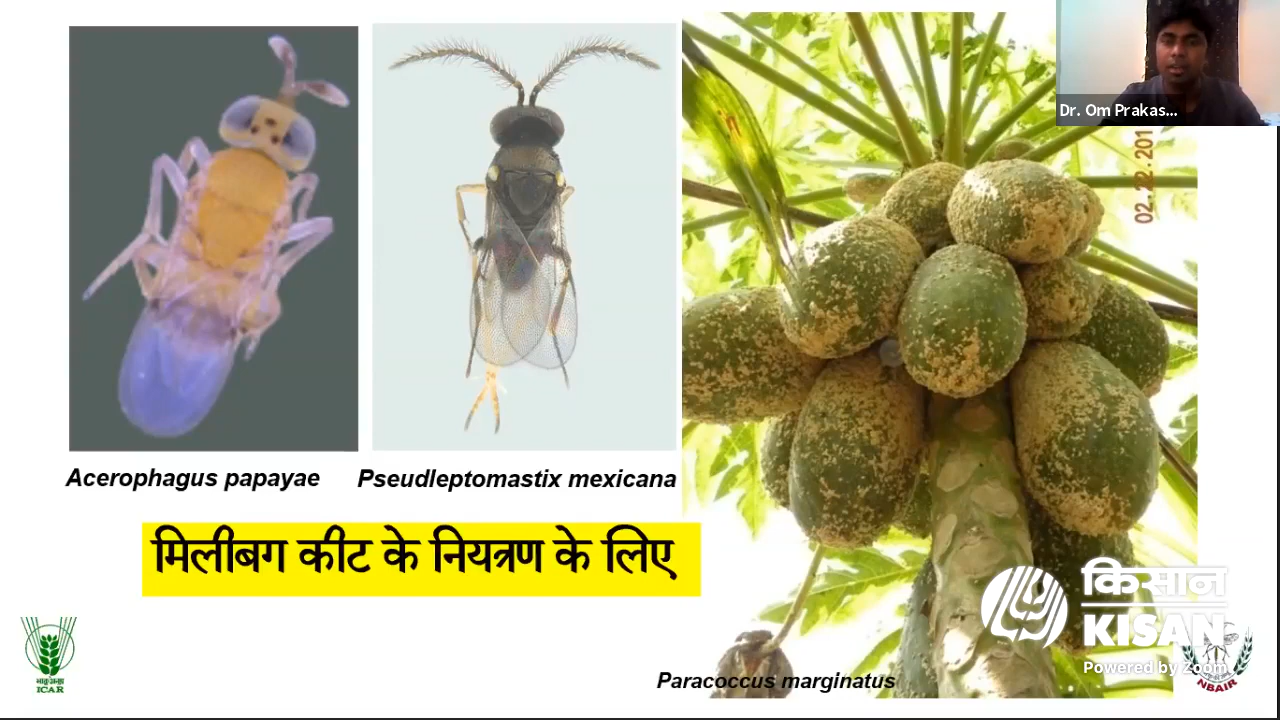 Dr. Om Prakas...
02.22.201
Acerophagus papayae
Pseudleptomastix mexicana
मिलीबग कीट के नियत्रण के लिए
किसान
KISAN
Powered by Zoom
ICAR
NBAIR
Paracoccus marginatus